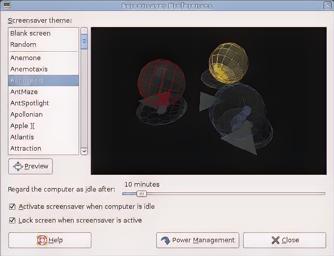 Screensaver Preferences
Screensaver theme:
Blank screen
Random
Anemone
Anemotaxis
AntMaze
AntSpotlight
Apollonian
Apple ][
Atlantis
Attraction
Preview
Regard the computer as idle after:
10 minutes
Activate screensaver when computer is idle
Lock screen when screensaver is active
Help
Power Management
Close